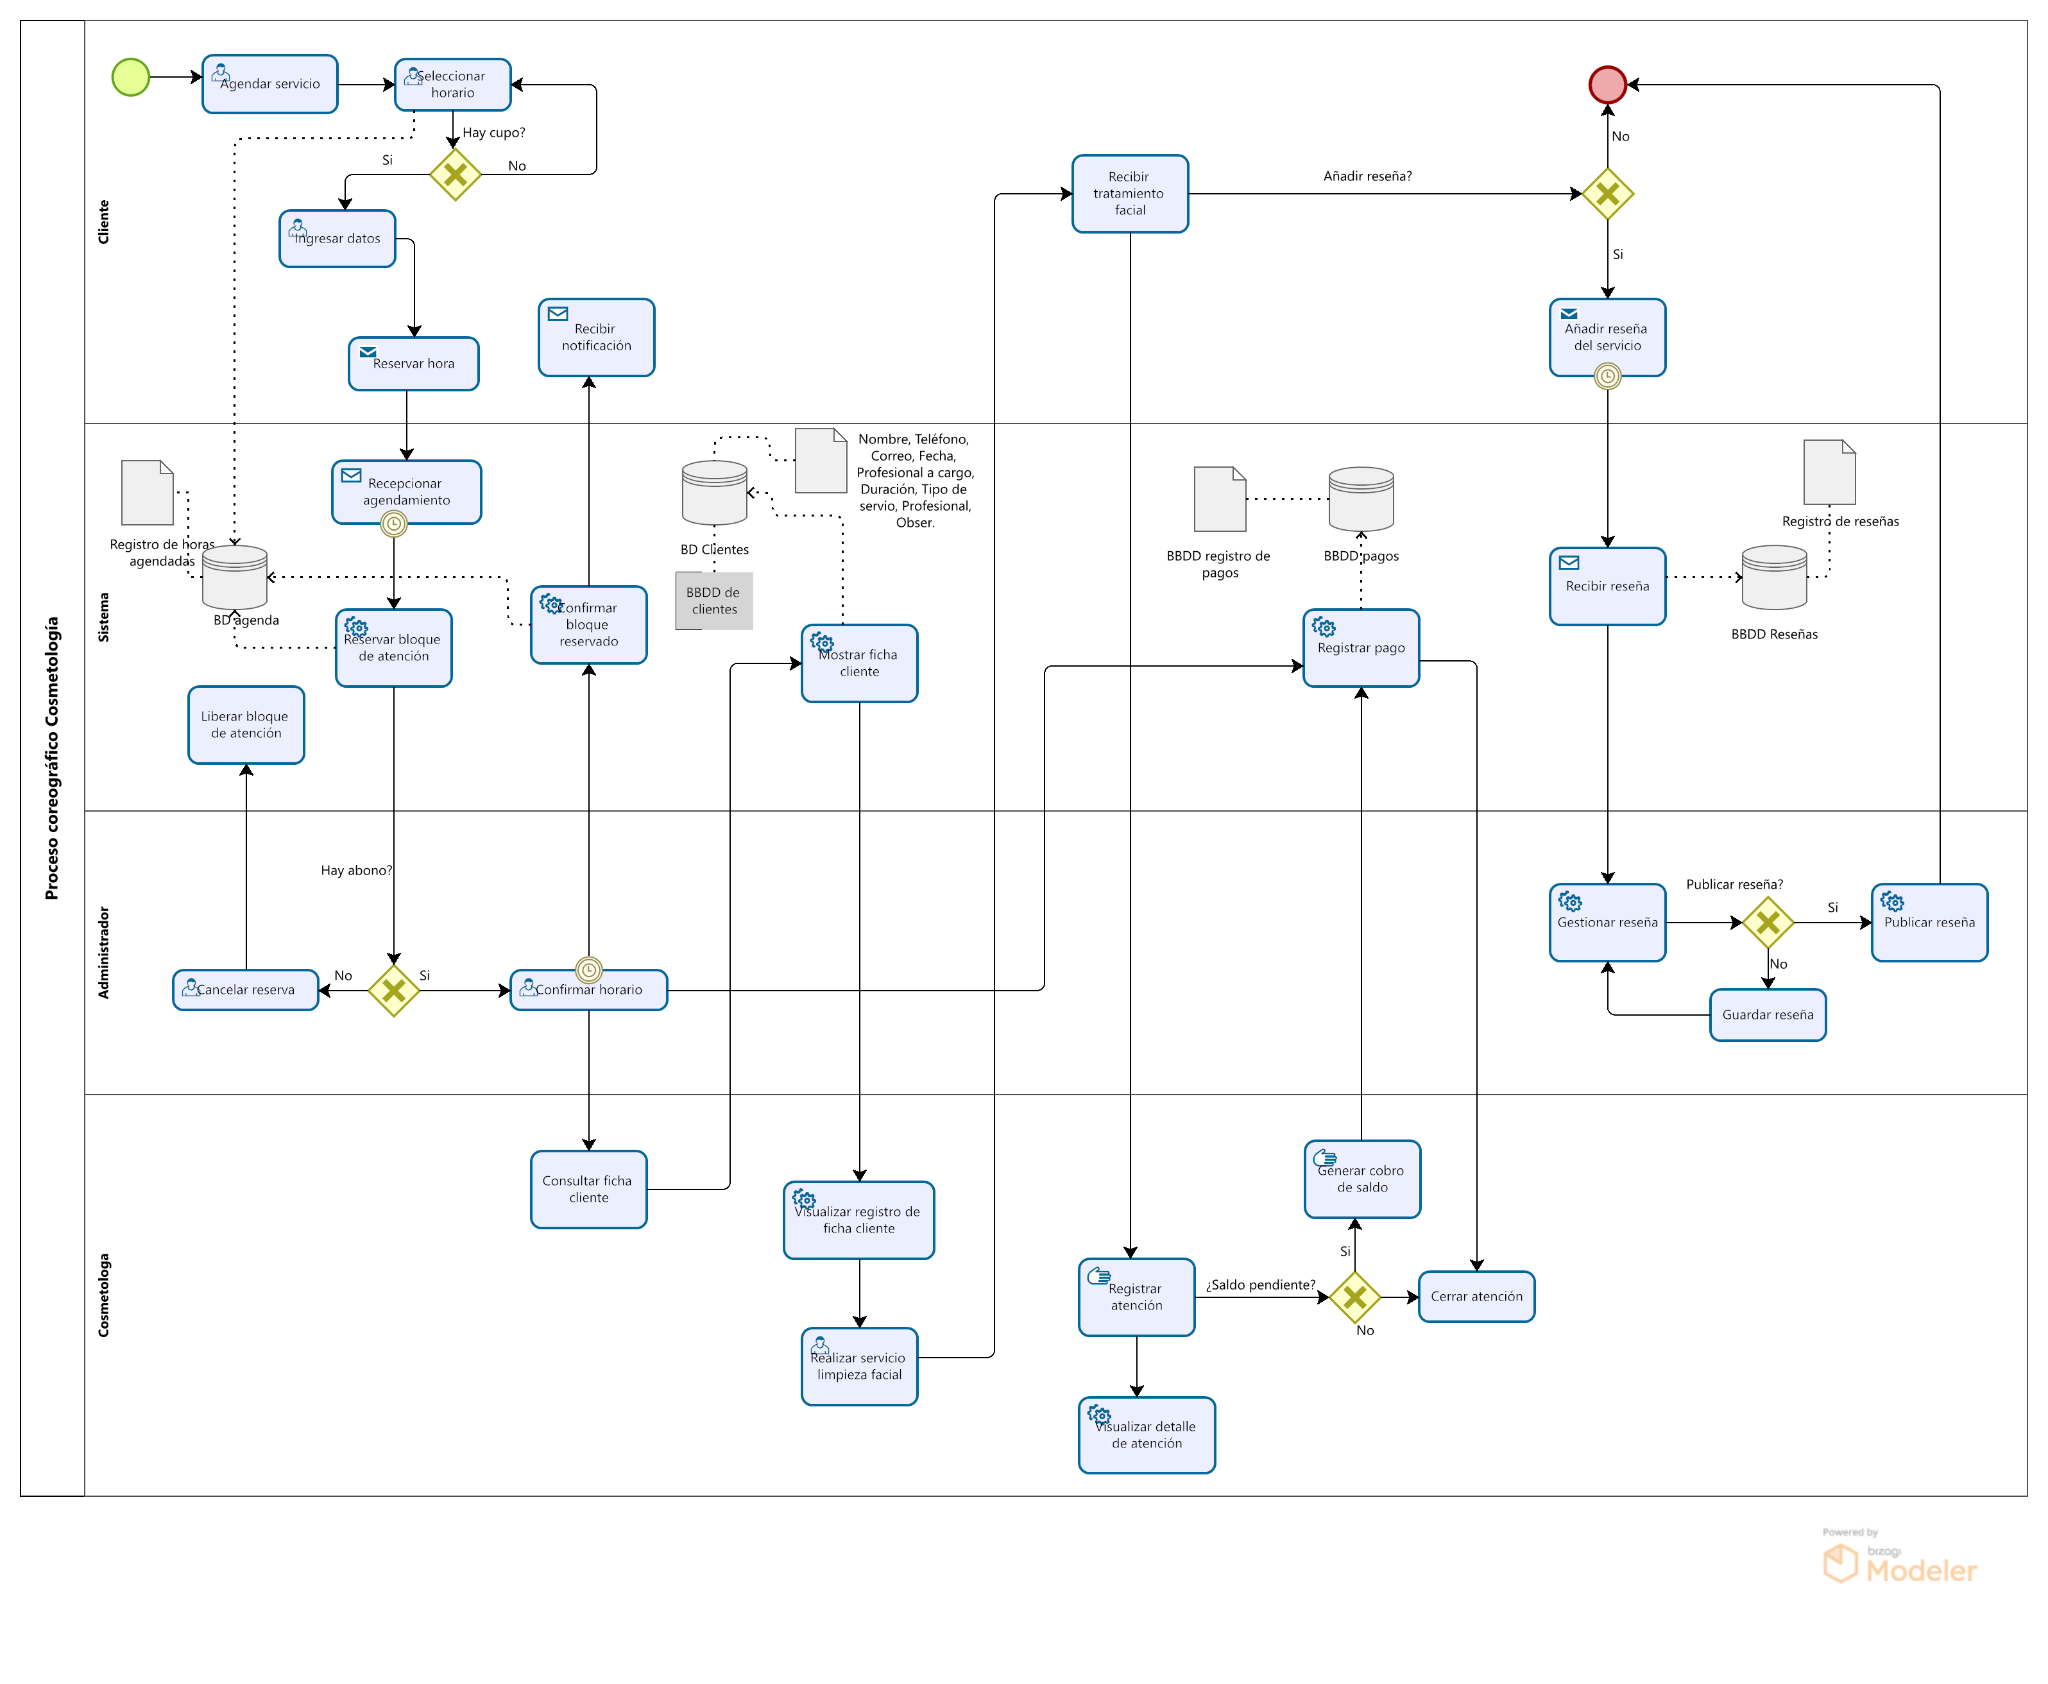 Proceso coreográfico Cosmetología
Cliente
Agendar servicio
Seleccionar
horario
Hay cupo?
Si
No
Ingresar datos
Reservar hora
Recibir
notificación
Recibir
tratamiento
facial
Añadir reseña?
No
Si
Añadir reseña
del servicio
Sistema
Registro de horas
agendadas
BD agenda
Recepcionar
agendamiento
Reservar bloque
de atención
Liberar bloque
de atención
Confirmar
bloque
reservado
BD Clientes
BBDD de
clientes
Nombre, Teléfono,
Correo, Fecha,
Profesional a cargo,
Duración, Tipo de
servio, Profesional,
Obser.
Mostrar ficha
cliente
BBDD registro de
pagos
BBDD pagos
Registrar pago
Recibir reseña
Registro de reseñas
BBDD Reseñas
Administrador
Hay abono?
No
Si
Cancelar reserva
Confirmar horario
Gestionar reseña
Publicar reseña?
Si
No
Publicar reseña
Guardar reseña
Cosmetologa
Consultar ficha
cliente
Visualizar registro de
ficha cliente
Realizar servicio
limpieza facial
Registrar
atención
¿Saldo pendiente?
Si
No
Generar cobro
de saldo
Cerrar atención
Visualizar detalle
de atención
Powered by
bizagi
Modeler